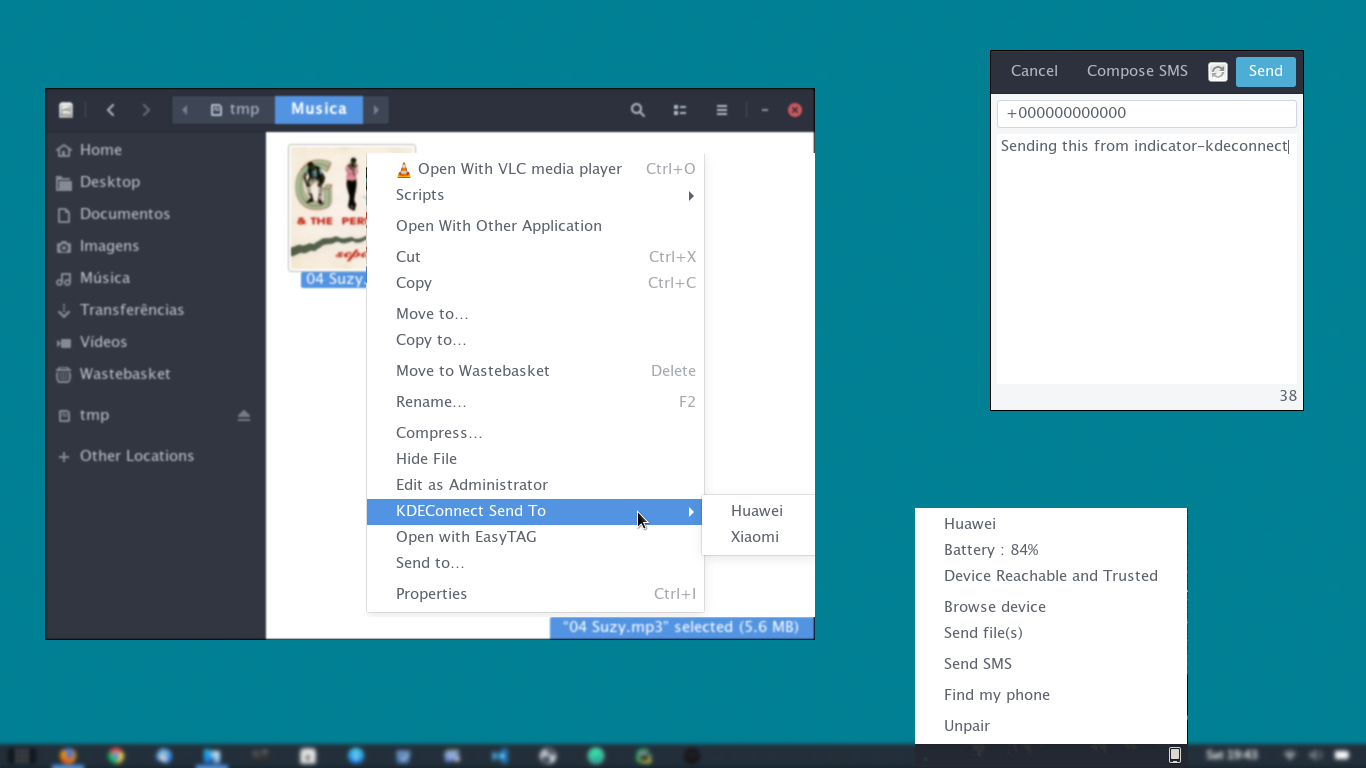 tmp
Musica
Home
Desktop
Documentos
Imagens
Música
Transferências
Vídeos
Wastebasket
tmp
Other Locations
& THE PER
04 Suzy.
Open With VLC media player Ctrl+O
Scripts
Open With Other Application
Cut Ctrl+X
Copy Ctrl+C
Move to…
Copy to…
Move to Wastebasket Delete
Rename… F2
Compress…
Hide File
Edit as Administrator
KDEConnect Send To
Open with EasyTAG
Send to…
Properties Ctrl+I
Huawei
Xiaomi
"04 Suzy.mp3" selected (5.6 MB)
Cancel Compose SMS Send
+000000000000
Sending this from indicator-kdeconnect
38
Huawei
Battery : 84%
Device Reachable and Trusted
Browse device
Send file(s)
Send SMS
Find my phone
Unpair
Sat 19:43